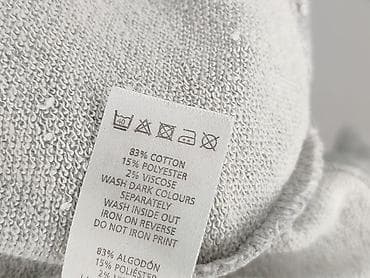 40
83% COTTON
15% POLYESTER
2% VISCOSE
WASH DARK COLOURS
SEPARATELY
WASH INSIDE OUT
IRON ON REVERSE
DO NOT IRON PRINT
83% ALGODÓN
15% POLIÉSTER